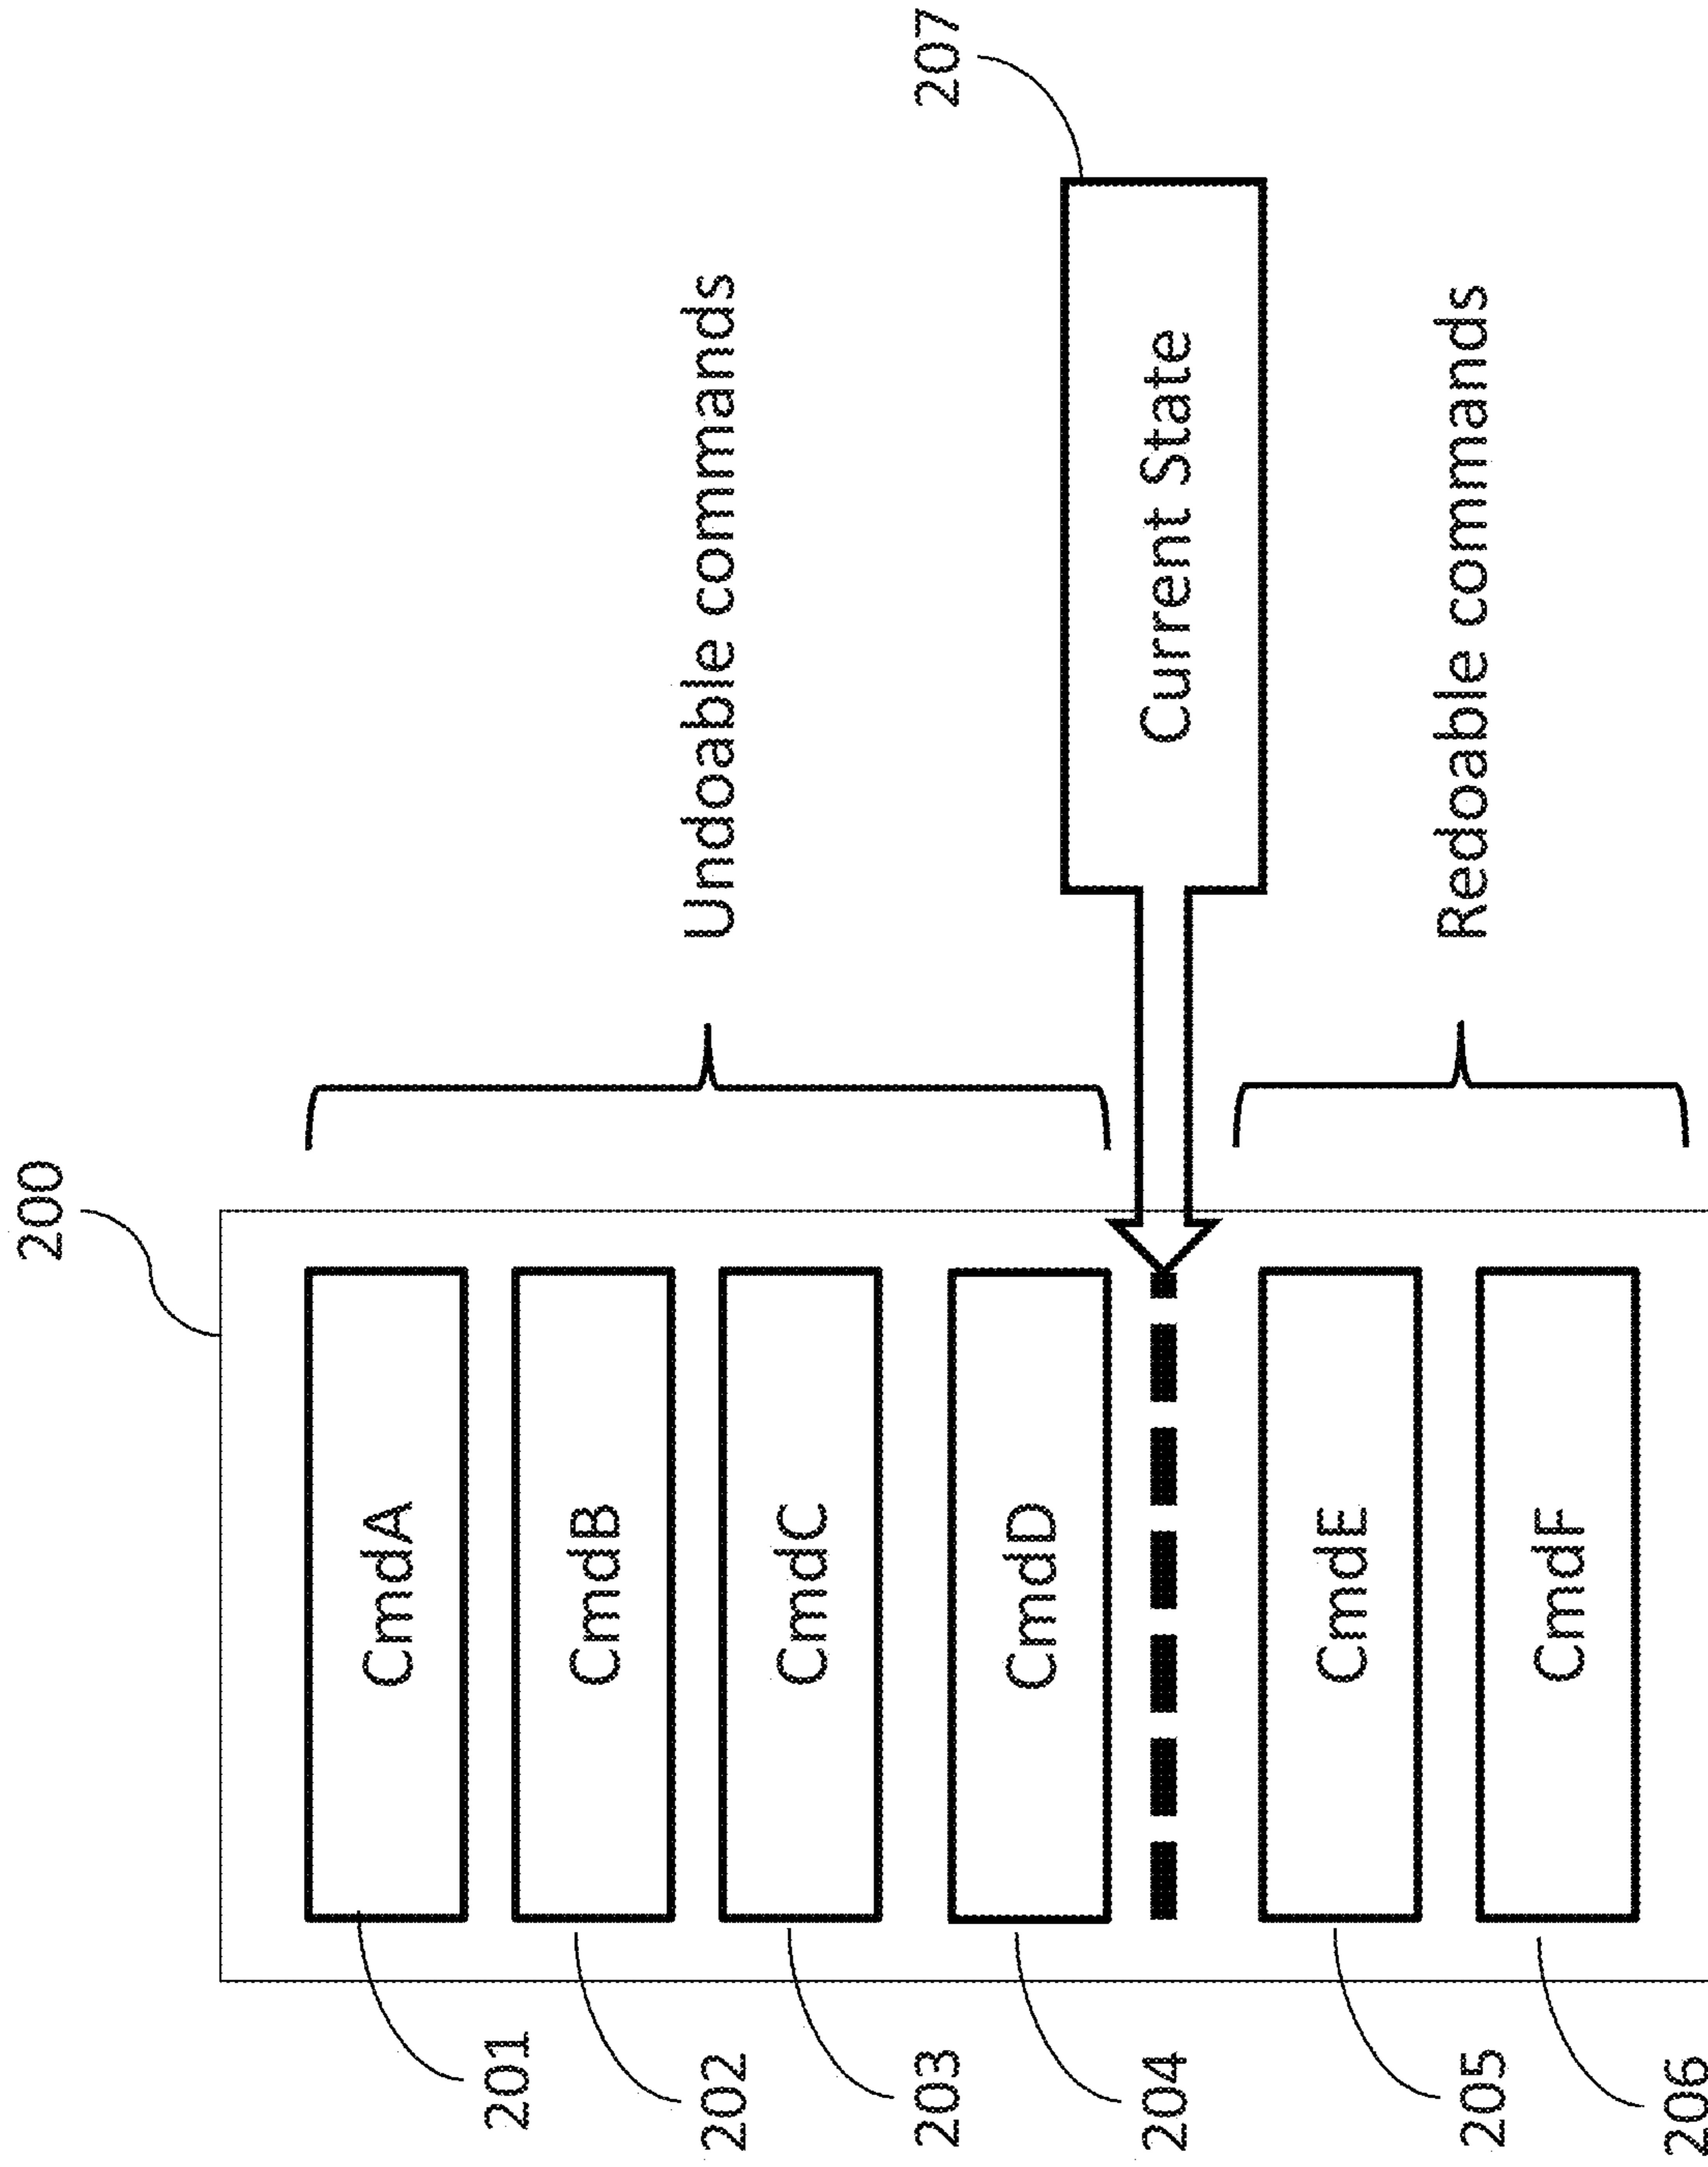 200
CmdA
201
CmdB
202
CmdC
203
CmdD
204
CmdE
205
CmdF
206
Undoable commands
Current State
207
Redoable commands